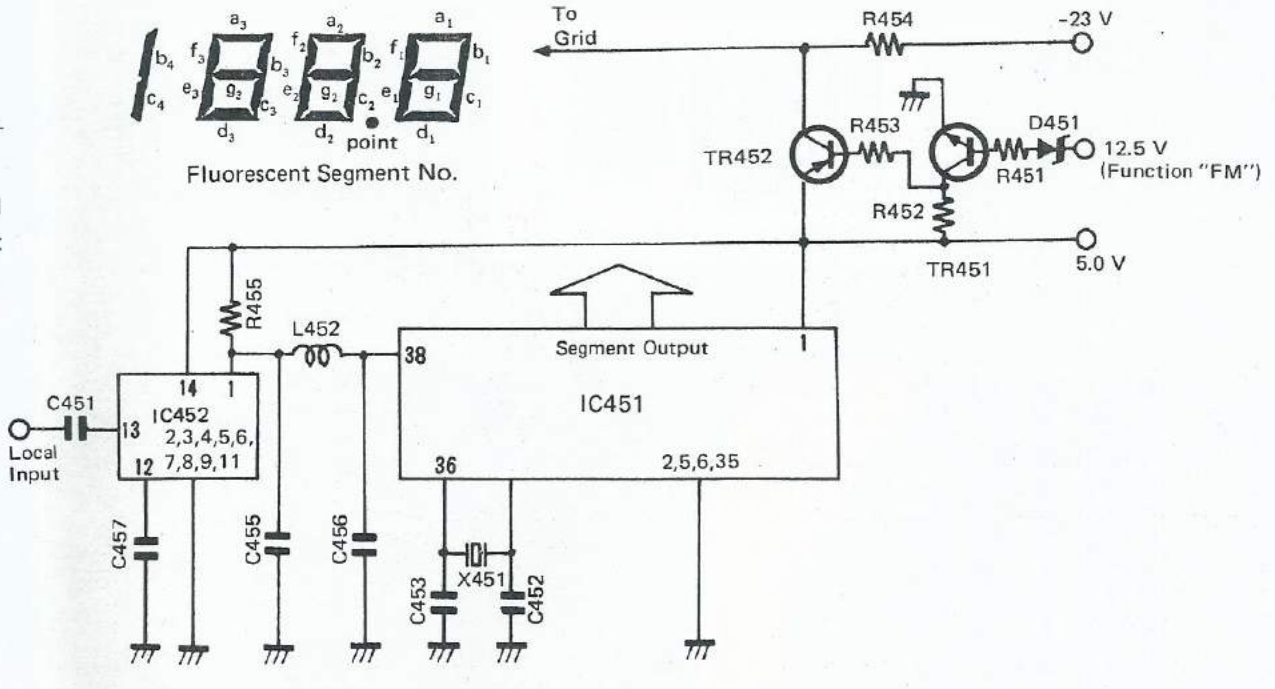 a3 a2 a1
f3 b3 f2 b2 f1 b1 b4
g2 g2 g1
e3 c3 e2 c2 e1 c1 c4
d3 d2 d1
point
Fluorescent Segment No.
To
Grid
R454
-23 V
R453
D451
TR452
12.5 V
(Function "FM")
R451
R452
TR451
5.0 V
R455
L452
Segment Output
1
38
14 1
C451
IC452
IC451
13
2,3,4,5,6,
7,8,9,11
Local
Input
12
36
2,5,6,35
C457
C455
C456
X451
C453
C452